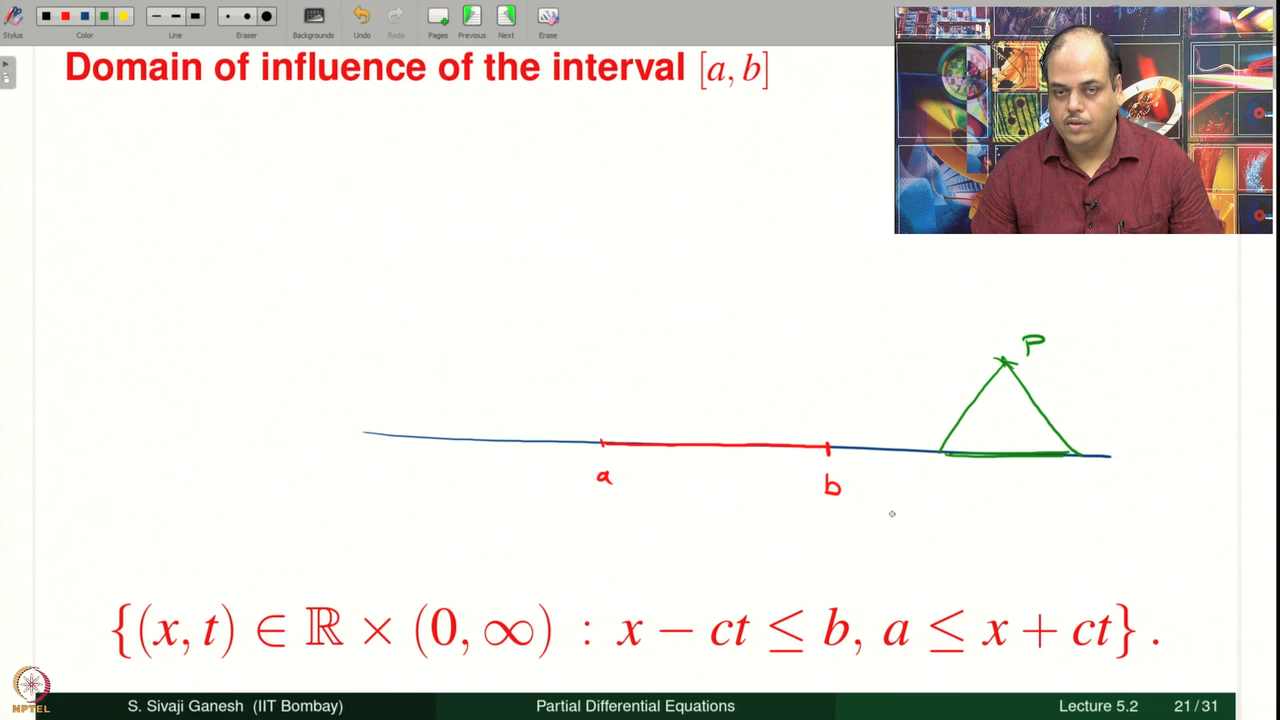 Stylus Color Line Eraser Backgrounds Undo Redo Pages Previous Next Erase
Domain of influence of the interval [a, b]
P
a
b
{(x, t) ∈ ℝ × (0, ∞) : x − ct ≤ b, a ≤ x + ct} .
NPTEL
S. Sivaji Ganesh (IIT Bombay) Partial Differential Equations Lecture 5.2 21 / 31